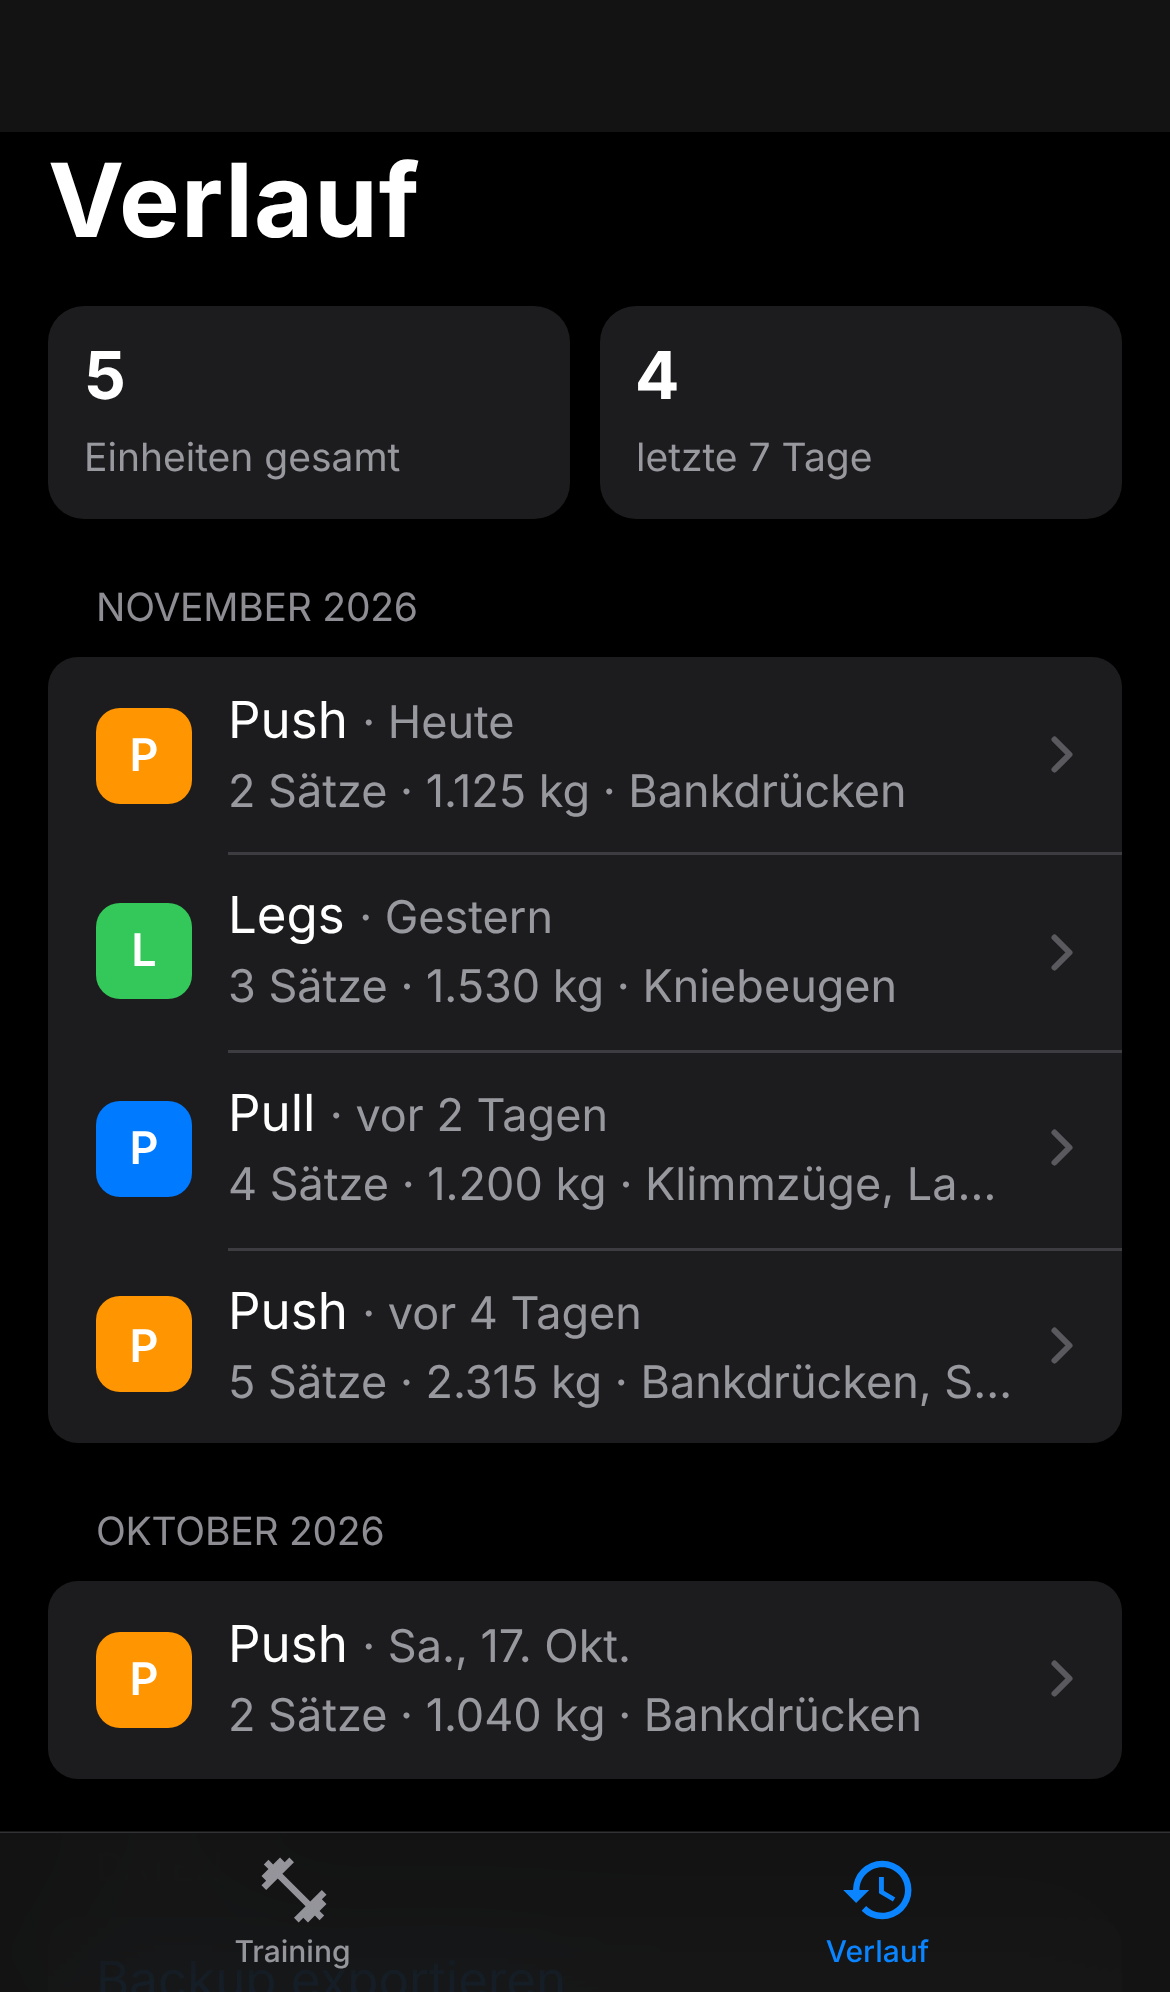 Verlauf
5
Einheiten gesamt
4
letzte 7 Tage
NOVEMBER 2026
P
Push · Heute
2 Sätze · 1.125 kg · Bankdrücken
L
Legs · Gestern
3 Sätze · 1.530 kg · Kniebeugen
P
Pull · vor 2 Tagen
4 Sätze · 1.200 kg · Klimmzüge, La...
P
Push · vor 4 Tagen
5 Sätze · 2.315 kg · Bankdrücken, S...
OKTOBER 2026
P
Push · Sa., 17. Okt.
2 Sätze · 1.040 kg · Bankdrücken
Training
Verlauf
Backup exportieren